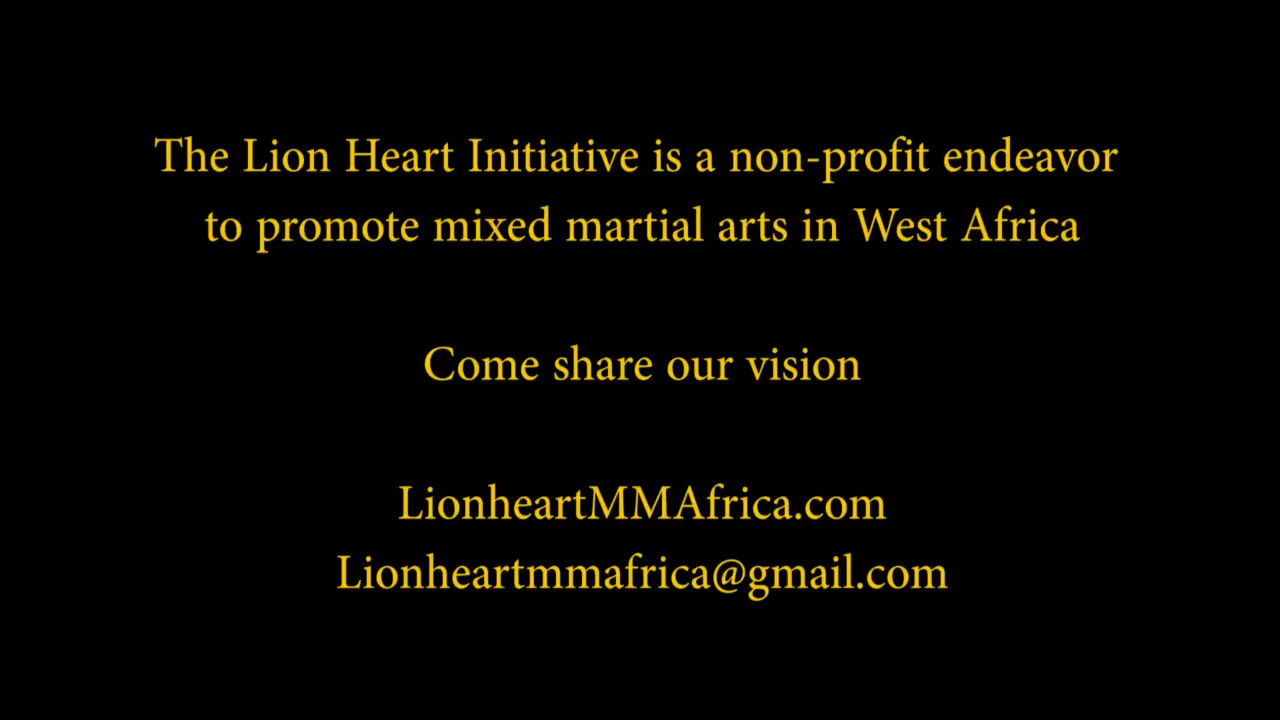 The Lion Heart Initiative is a non-profit endeavor
to promote mixed martial arts in West Africa
Come share our vision
LionheartMMAfrica.com
Lionheartmmafrica@gmail.com